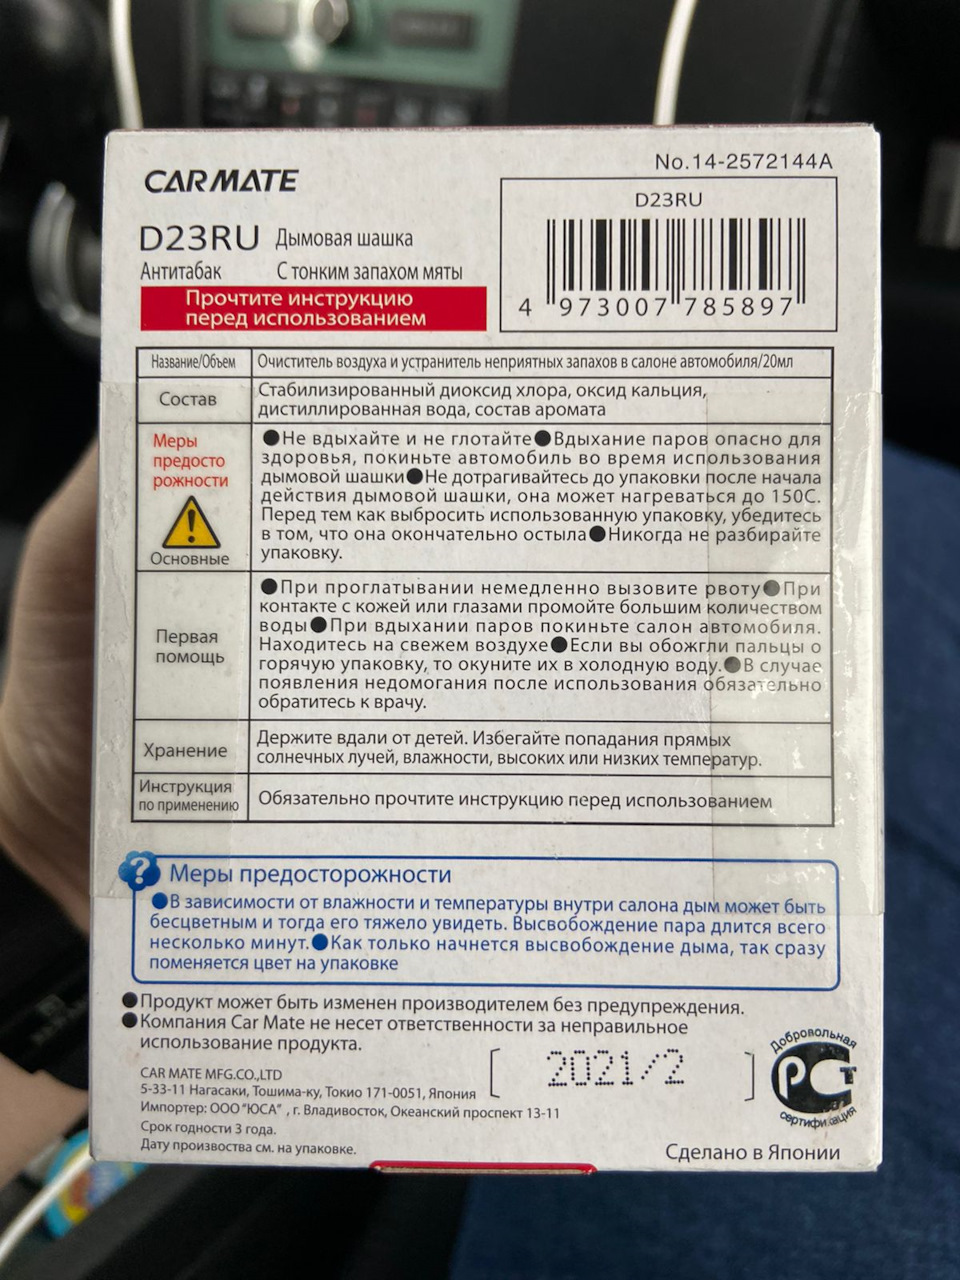 CARMATE
No.14-2572144A
D23RU
D23RU Дымовая шашка
Антитабак С тонким запахом мяты
Прочтите инструкцию
перед использованием
4 973007 785897
Название/Объем Очиститель воздуха и устранитель неприятных запахов в салоне автомобиля/20мл
Состав
Стабилизированный диоксид хлора, оксид кальция,
дистиллированная вода, состав аромата
Меры
предосто
рожности
Основные
●Не вдыхайте и не глотайте●Вдыхание паров опасно для
здоровья, покиньте автомобиль во время использования
дымовой шашки●Не дотрагивайтесь до упаковки после начала
действия дымовой шашки, она может нагреваться до 150С.
Перед тем как выбросить использованную упаковку, убедитесь
в том, что она окончательно остыла●Никогда не разбирайте
упаковку.
Первая
помощь
●При проглатывании немедленно вызовите рвоту●При
контакте с кожей или глазами промойте большим количеством
воды●При вдыхании паров покиньте салон автомобиля.
Находитесь на свежем воздухе●Если вы обожгли пальцы о
горячую упаковку, то окуните их в холодную воду.●В случае
появления недомогания после использования обязательно
обратитесь к врачу.
Хранение
Держите вдали от детей. Избегайте попадания прямых
солнечных лучей, влажности, высоких или низких температур.
Инструкция
по применению
Обязательно прочтите инструкцию перед использованием
? Меры предосторожности
●В зависимости от влажности и температуры внутри салона дым может быть
бесцветным и тогда его тяжело увидеть. Высвобождение пара длится всего
несколько минут.●Как только начнется высвобождение дыма, так сразу
поменяется цвет на упаковке
●Продукт может быть изменен производителем без предупреждения.
●Компания Car Mate не несет ответственности за неправильное
использование продукта.
CAR MATE MFG.CO.,LTD
5-33-11 Нагасаки, Тошима-ку, Токио 171-0051, Япония
Импортер: ООО "ЮСА" , г. Владивосток, Океанский проспект 13-11
Срок годности 3 года.
Дату произвоства см. на упаковке.
[2021/2]
Добровольная
РСТ
сертификация
Сделано в Японии